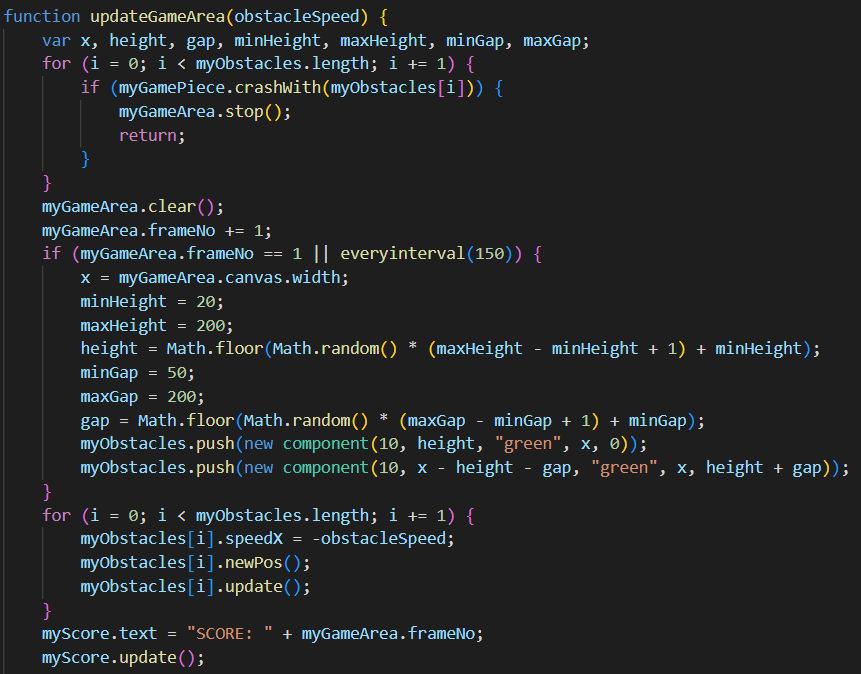 function updateGameArea(obstacleSpeed) {
    var x, height, gap, minHeight, maxHeight, minGap, maxGap;
    for (i = 0; i < myObstacles.length; i += 1) {
        if (myGamePiece.crashWith(myObstacles[i])) {
            myGameArea.stop();
            return;
        }
    }
    myGameArea.clear();
    myGameArea.frameNo += 1;
    if (myGameArea.frameNo == 1 || everyinterval(150)) {
        x = myGameArea.canvas.width;
        minHeight = 20;
        maxHeight = 200;
        height = Math.floor(Math.random() * (maxHeight - minHeight + 1) + minHeight);
        minGap = 50;
        maxGap = 200;
        gap = Math.floor(Math.random() * (maxGap - minGap + 1) + minGap);
        myObstacles.push(new component(10, height, "green", x, 0));
        myObstacles.push(new component(10, x - height - gap, "green", x, height + gap));
    }
    for (i = 0; i < myObstacles.length; i += 1) {
        myObstacles[i].speedX = -obstacleSpeed;
        myObstacles[i].newPos();
        myObstacles[i].update();
    }
    myScore.text = "SCORE: " + myGameArea.frameNo;
    myScore.update();